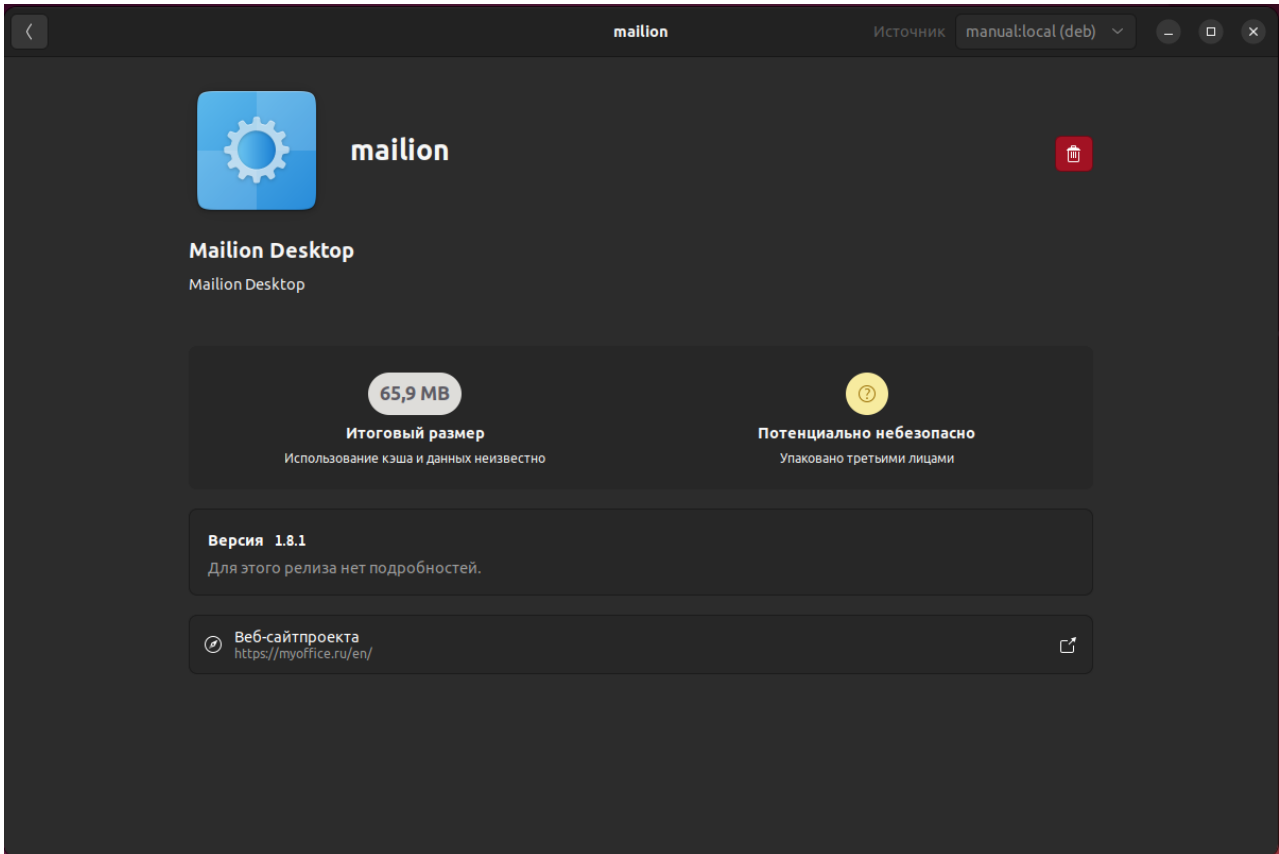 mailion
Источник manual:local (deb)
mailion
Mailion Desktop
Mailion Desktop
65,9 MB
Итоговый размер
Использование кэша и данных неизвестно
Потенциально небезопасно
Упаковано третьими лицами
Версия 1.8.1
Для этого релиза нет подробностей.
Веб-сайтпроекта
https://myoffice.ru/en/